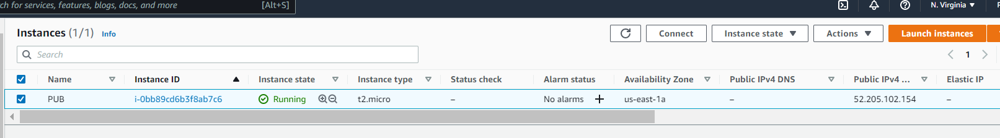 ch for services, features, blogs, docs, and more [Alt+S] N. Virginia
Instances (1/1) Info Connect Instance state Actions Launch instances
Search
1
Name Instance ID Instance state Instance type Status check Alarm status Availability Zone Public IPv4 DNS Public IPv4 ... Elastic IP
PUB i-0bb89cd6b3f8ab7c6 Running t2.micro – No alarms + us-east-1a – 52.205.102.154 –